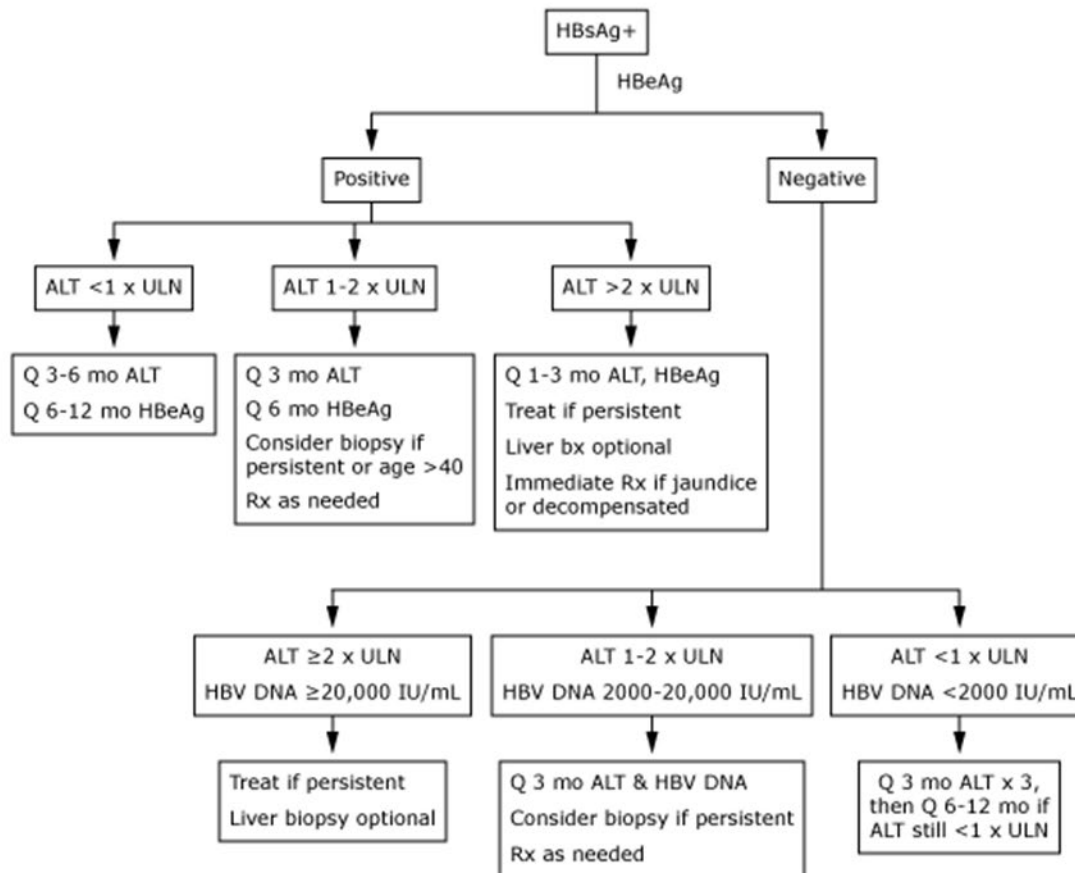 HBsAg+
HBeAg
Positive
Negative
ALT <1 x ULN
ALT 1-2 x ULN
ALT >2 x ULN
Q 3-6 mo ALT
Q 6-12 mo HBeAg
Q 3 mo ALT
Q 6 mo HBeAg
Consider biopsy if
persistent or age >40
Rx as needed
Q 1-3 mo ALT, HBeAg
Treat if persistent
Liver bx optional
Immediate Rx if jaundice
or decompensated
ALT ≥2 x ULN
HBV DNA ≥20,000 IU/mL
ALT 1-2 x ULN
HBV DNA 2000-20,000 IU/mL
ALT <1 x ULN
HBV DNA <2000 IU/mL
Treat if persistent
Liver biopsy optional
Q 3 mo ALT & HBV DNA
Consider biopsy if persistent
Rx as needed
Q 3 mo ALT x 3,
then Q 6-12 mo if
ALT still <1 x ULN